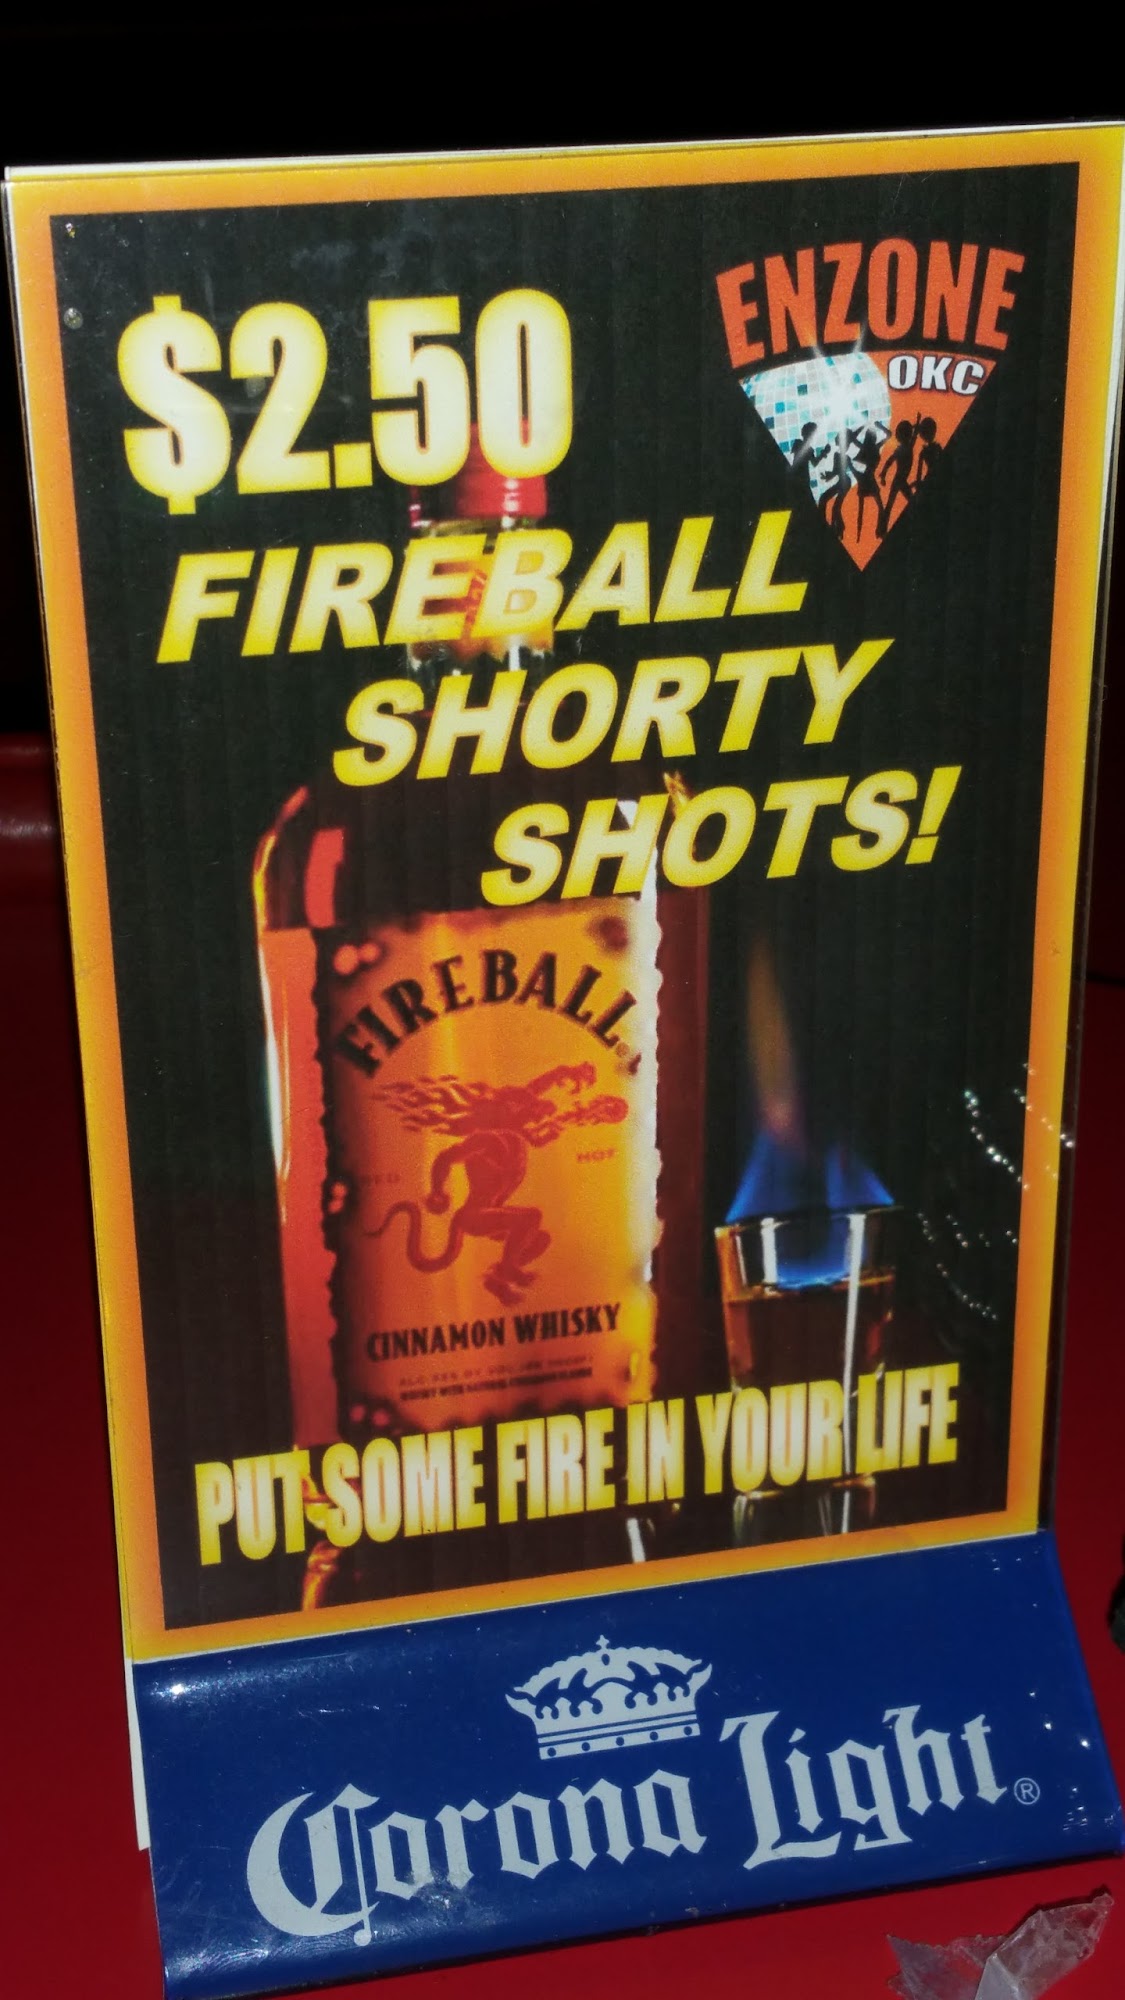 $2.50
ENZONE
OKC
FIREBALL
SHORTY
SHOTS!
FIREBALL
RED HOT
CINNAMON WHISKY
PUT SOME FIRE IN YOUR LIFE
Corona Light®